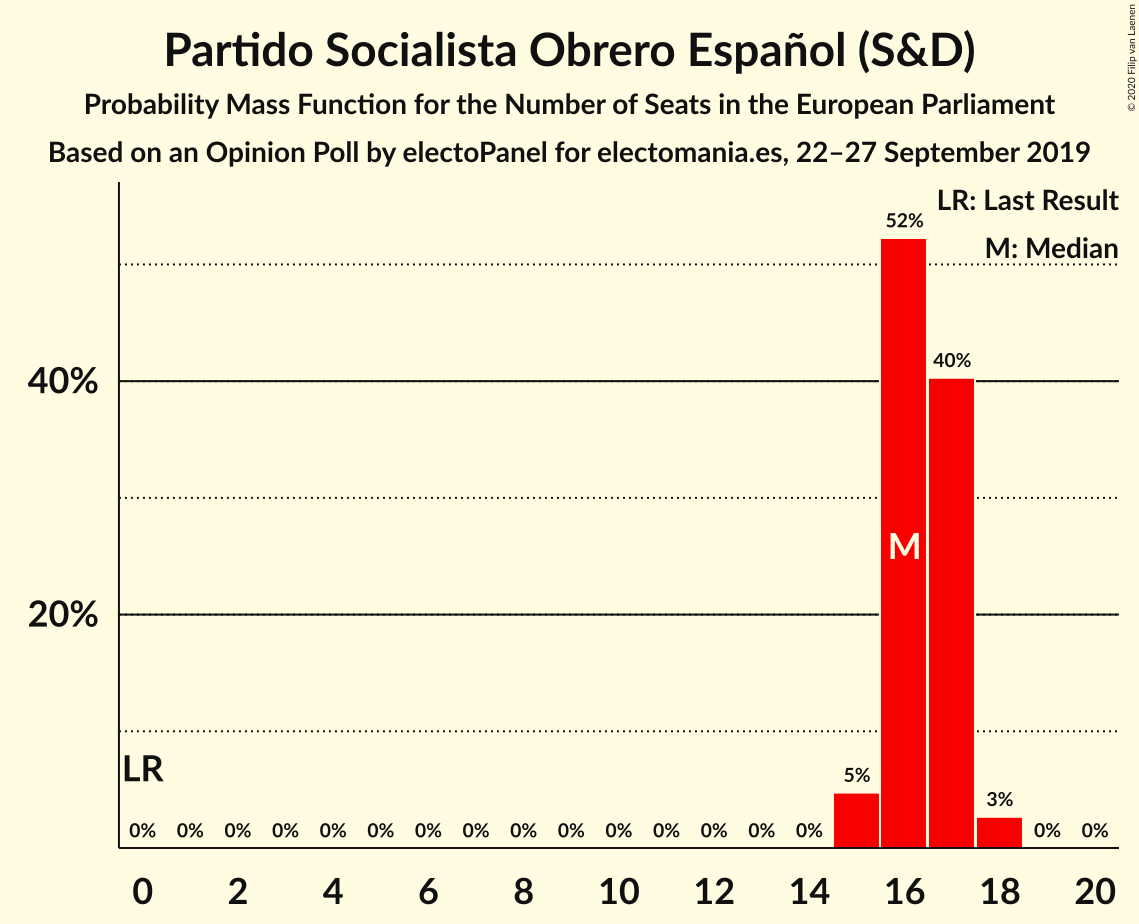 Partido Socialista Obrero Español (S&D)
Probability Mass Function for the Number of Seats in the European Parliament
Based on an Opinion Poll by electoPanel for electomania.es, 22–27 September 2019
© 2020 Filip van Laenen
LR: Last Result
M: Median
52%
40%
40%
M
20%
LR
5%
3%
0% 0% 0% 0% 0% 0% 0% 0% 0% 0% 0% 0% 0% 0% 0% 0% 0%
0 2 4 6 8 10 12 14 16 18 20